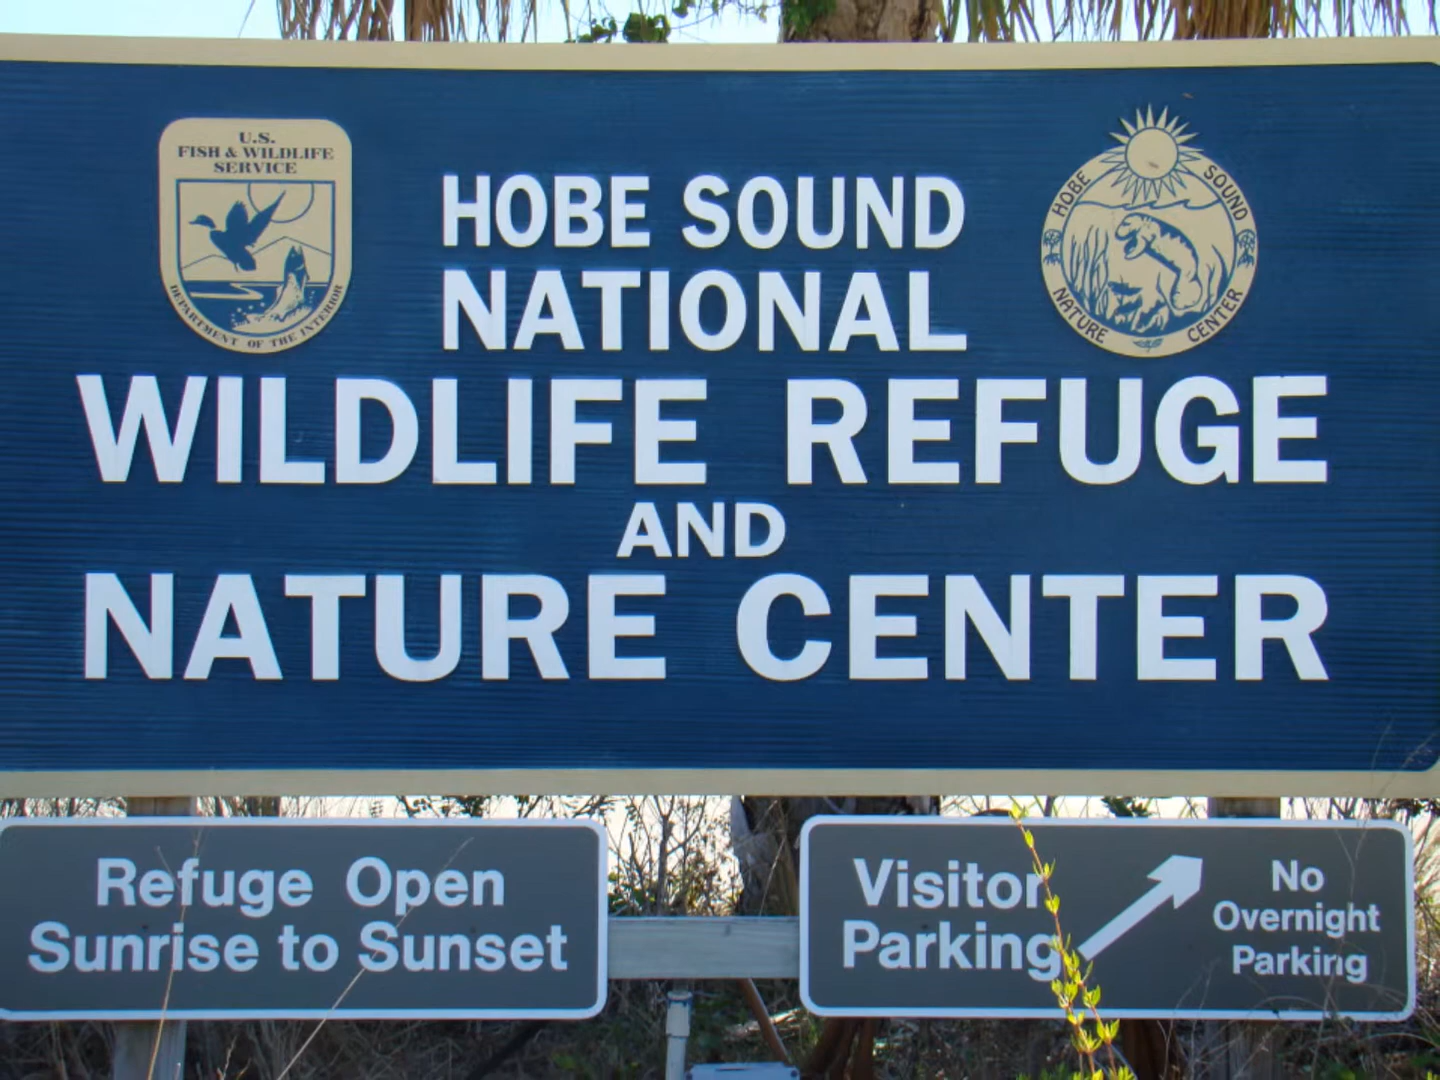 U.S.
FISH & WILDLIFE
SERVICE
DEPARTMENT OF THE INTERIOR
HOBE SOUND
NATURE CENTER
HOBE SOUND
NATIONAL
WILDLIFE REFUGE
AND
NATURE CENTER
Refuge Open
Sunrise to Sunset
Visitor
Parking
No
Overnight
Parking